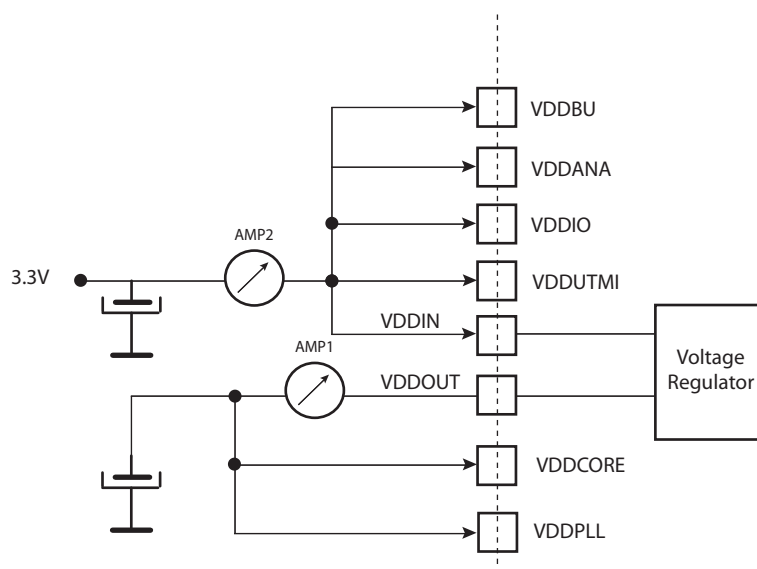 VDDBU
VDDANA
VDDIO
AMP2
3.3V
VDDUTMI
VDDIN
AMP1
VDDOUT
Voltage
Regulator
VDDCORE
VDDPLL